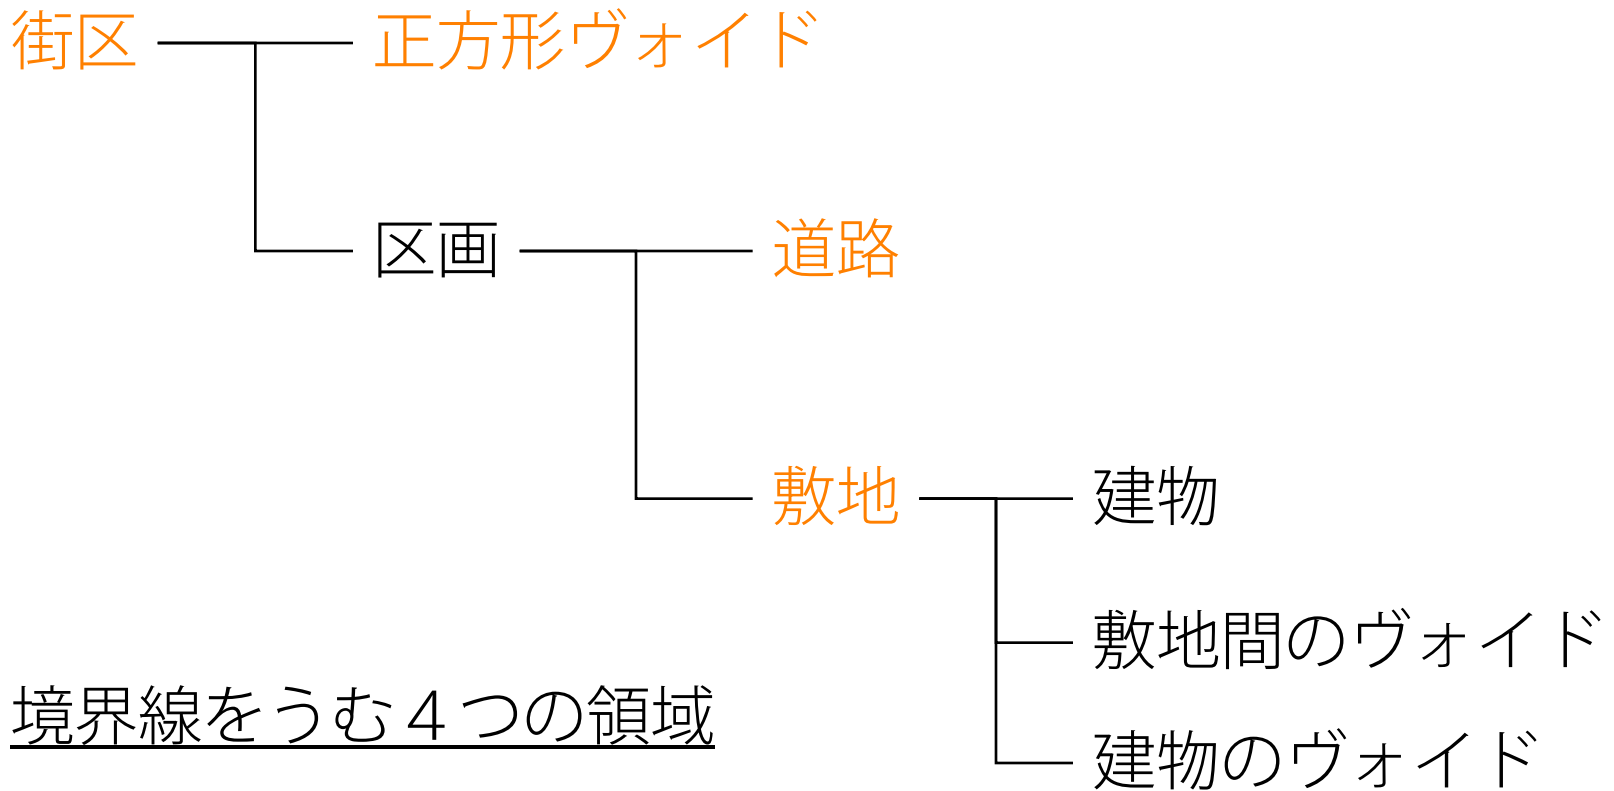 街区 正方形ヴォイド
区画 道路
敷地 建物
敷地間のヴォイド
境界線をうむ４つの領域
建物のヴォイド